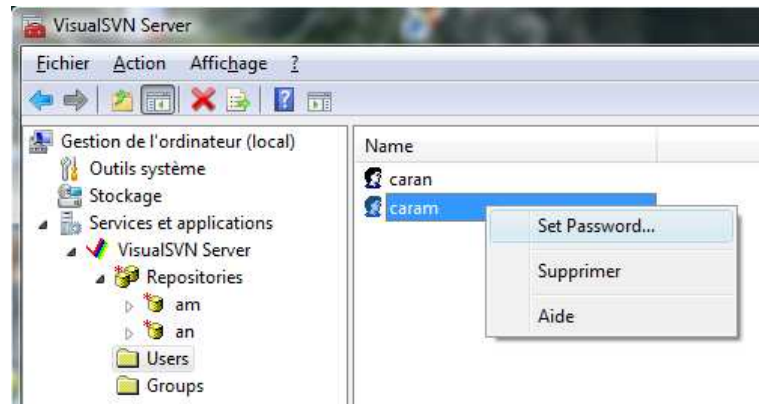 VisualSVN Server
Fichier Action Affichage ?
Gestion de l'ordinateur (local)
Outils système
Stockage
Services et applications
VisualSVN Server
Repositories
am
an
Users
Groups
Name
caran
caram
Set Password...
Supprimer
Aide